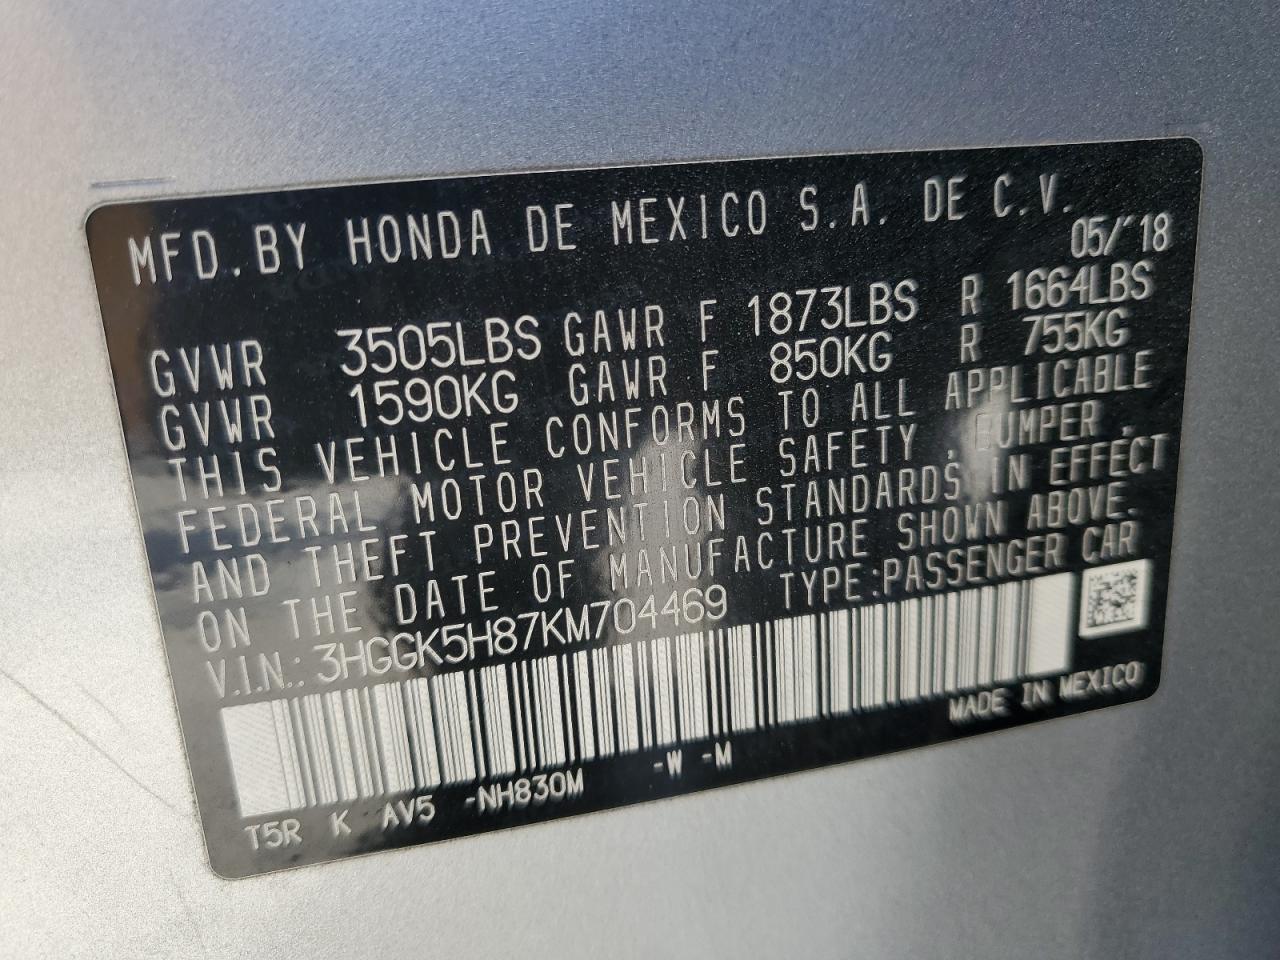 MFD. BY HONDA DE MEXICO S.A. DE C.V.
05/'18
GVWR 3505LBS GAWR F 1873LBS R 1664LBS
GVWR 1590KG GAWR F 850KG R 755KG
THIS VEHICLE CONFORMS TO ALL APPLICABLE
FEDERAL MOTOR VEHICLE SAFETY, BUMPER,
AND THEFT PREVENTION STANDARDS IN EFFECT
ON THE DATE OF MANUFACTURE SHOWN ABOVE.
V.I.N.: 3HGGK5H87KM704469 TYPE:PASSENGER CAR
MADE IN MEXICO
T5R K AV5 -NH830M -W -M